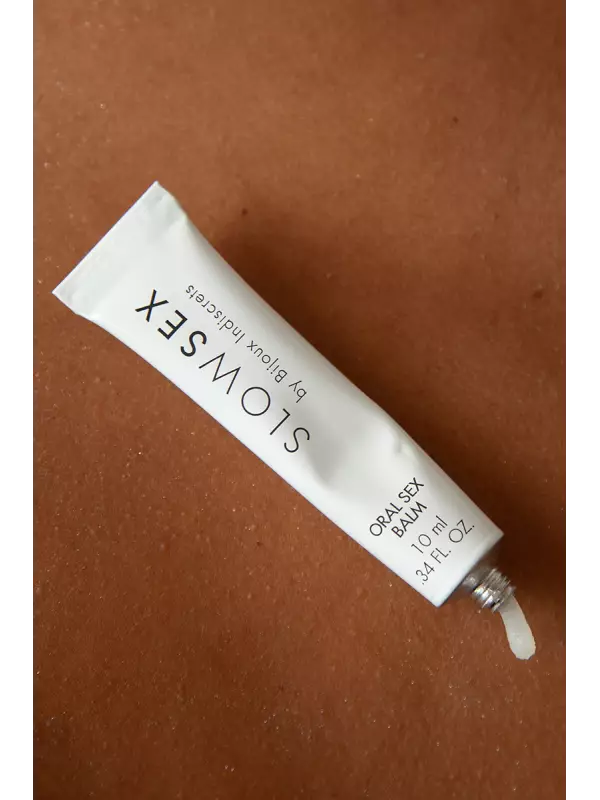 SLOWSEX
by Bijoux Indiscrets
ORAL SEX
BALM
10 ml
.34 FL. OZ.